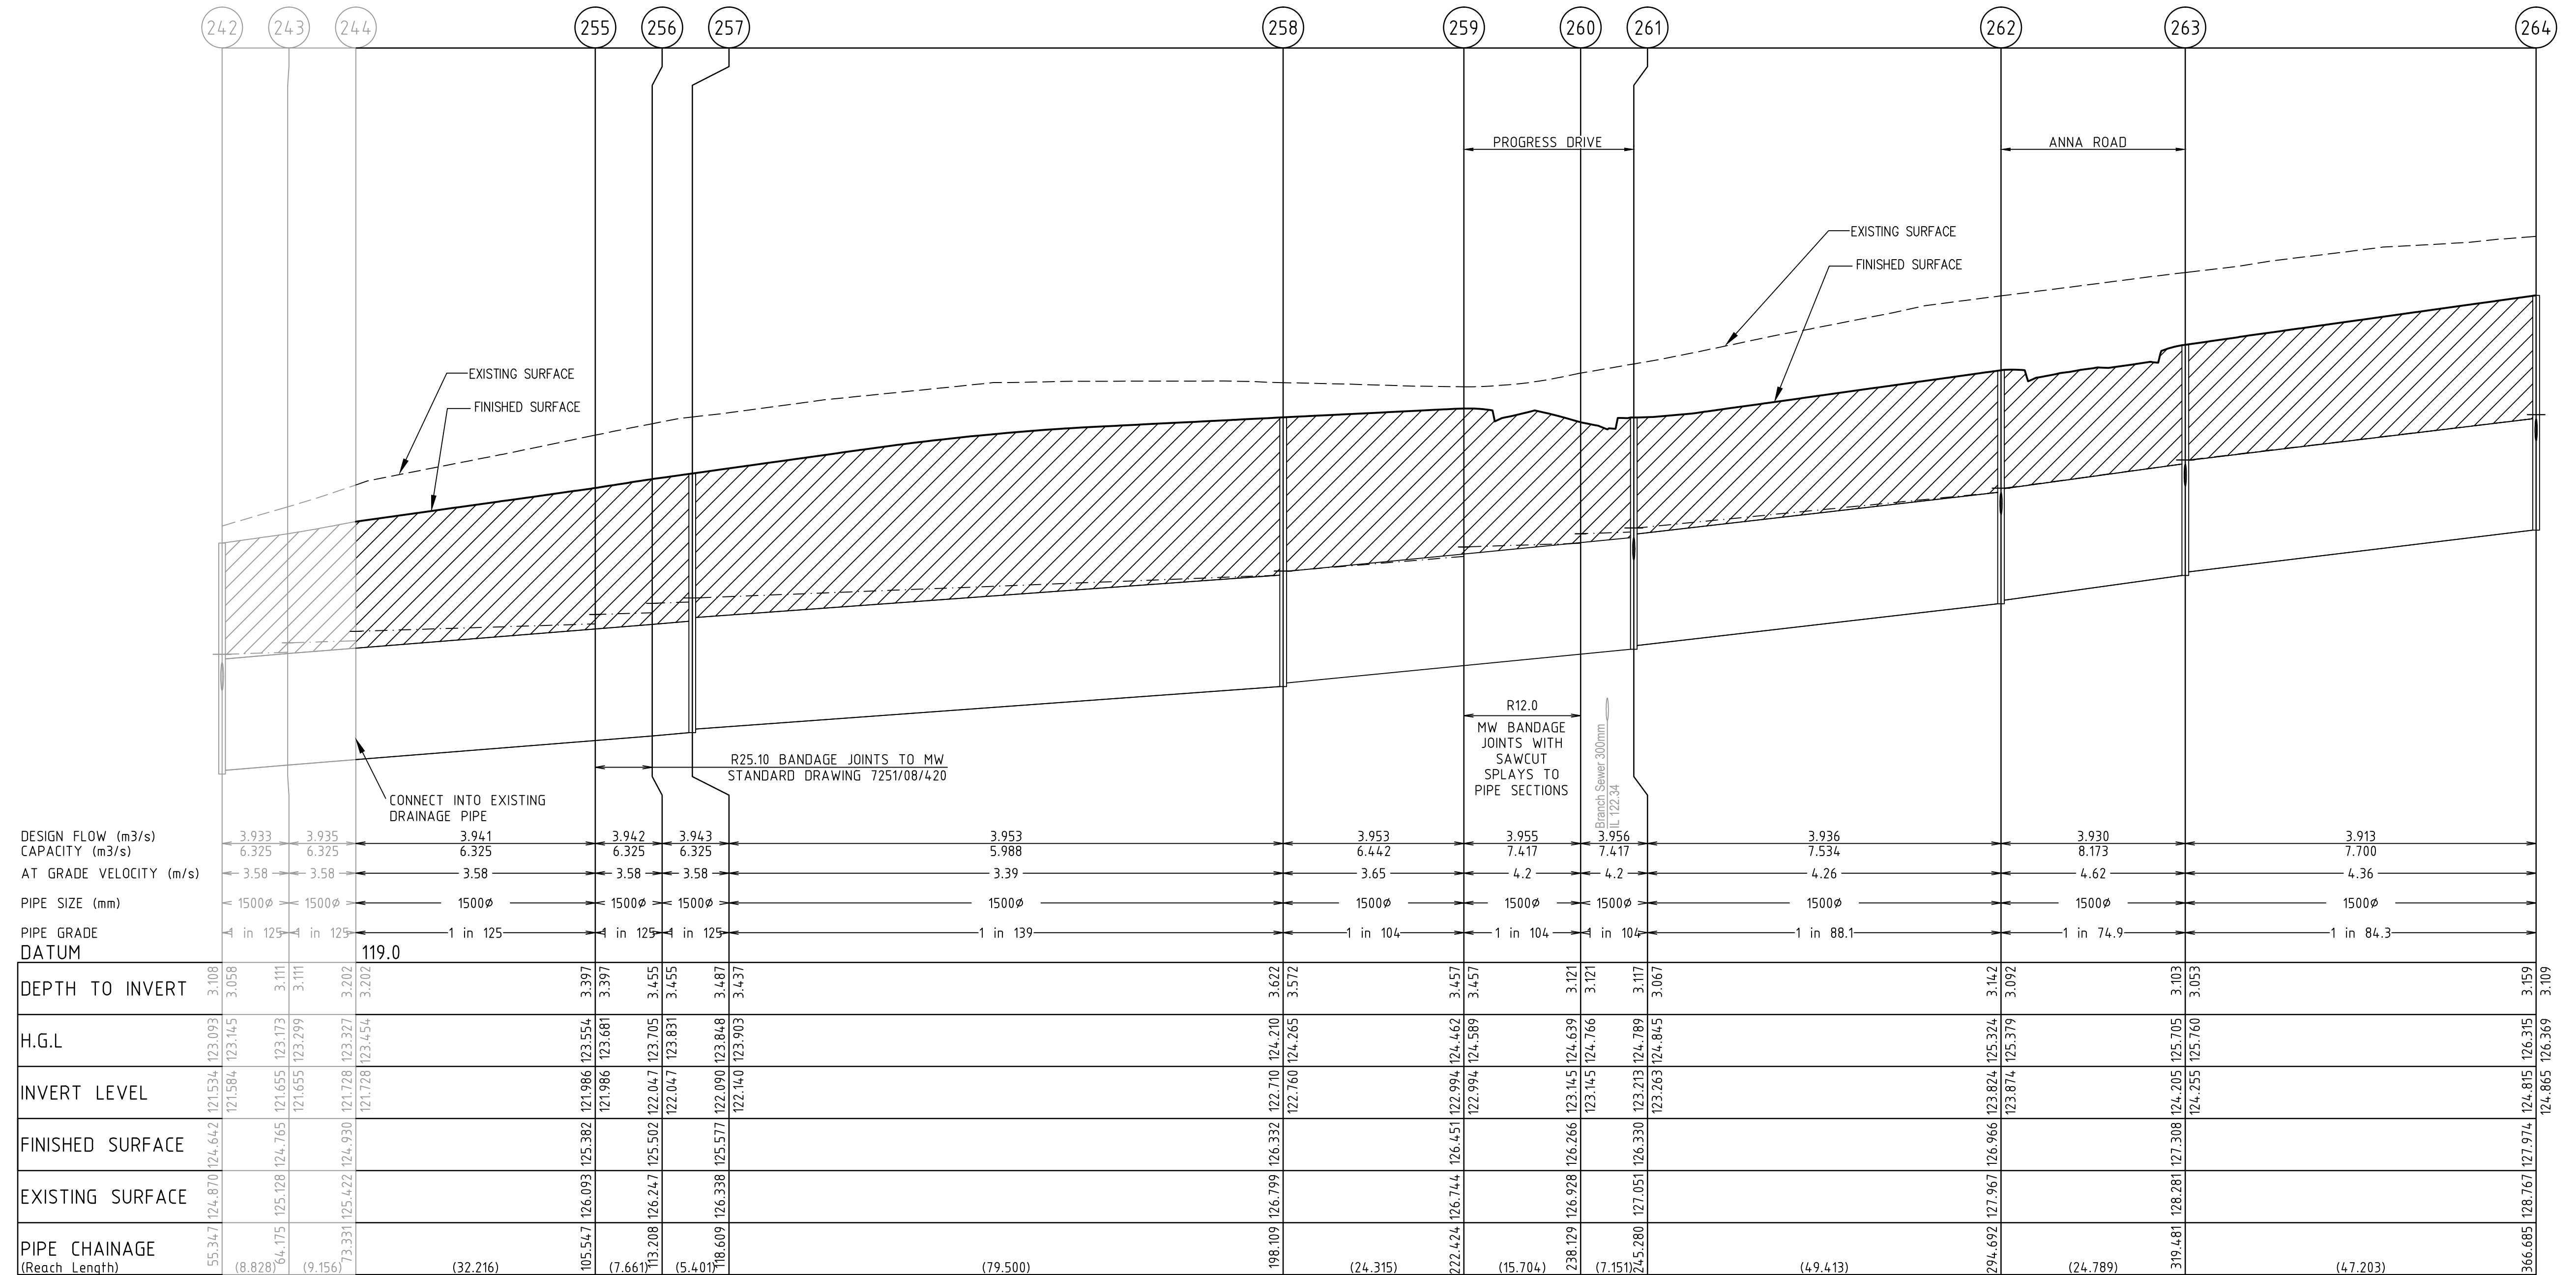 242 243 244 255 256 257 258 259 260 261 262 263 264
PROGRESS DRIVE
ANNA ROAD
EXISTING SURFACE
FINISHED SURFACE
EXISTING SURFACE
FINISHED SURFACE
R12.0
MW BANDAGE
JOINTS WITH
SAWCUT
SPLAYS TO
PIPE SECTIONS
Branch Sewer 300mm
IL 122.34
R25.10 BANDAGE JOINTS TO MW
STANDARD DRAWING 7251/08/420
CONNECT INTO EXISTING
DRAINAGE PIPE
DESIGN FLOW (m3/s) 3.933 3.935 3.941 3.942 3.943 3.953 3.953 3.955 3.956 3.936 3.930 3.913
CAPACITY (m3/s) 6.325 6.325 6.325 6.325 6.325 5.988 6.442 7.417 7.417 7.534 8.173 7.700
AT GRADE VELOCITY (m/s) 3.58 3.58 3.58 3.58 3.58 3.39 3.65 4.2 4.2 4.26 4.62 4.36
PIPE SIZE (mm) 1500ø 1500ø 1500ø 1500ø 1500ø 1500ø 1500ø 1500ø 1500ø 1500ø 1500ø 1500ø
PIPE GRADE 1 in 125 1 in 125 1 in 125 1 in 125 1 in 125 1 in 139 1 in 104 1 in 104 1 in 104 1 in 88.1 1 in 74.9 1 in 84.3
DATUM 119.0
DEPTH TO INVERT 3.108 3.058 3.111 3.111 3.202 3.202 3.397 3.397 3.455 3.455 3.487 3.437 3.622 3.572 3.457 3.457 3.121 3.121 3.117 3.067 3.142 3.092 3.103 3.053 3.159 3.109
H.G.L 123.093 123.145 123.173 123.299 123.327 123.454 123.554 123.681 123.705 123.831 123.848 123.903 124.210 124.265 124.462 124.589 124.639 124.766 124.789 124.845 125.324 125.379 125.705 125.760 126.315 126.369
INVERT LEVEL 121.534 121.584 121.655 121.655 121.728 121.728 121.986 121.986 122.047 122.047 122.090 122.140 122.710 122.760 122.994 122.994 123.145 123.145 123.213 123.263 123.824 123.874 124.205 124.255 124.815 124.865
FINISHED SURFACE 124.642 124.765 124.930 125.382 125.502 125.577 126.332 126.451 126.266 126.330 126.966 127.308 127.974
EXISTING SURFACE 124.870 125.128 125.422 126.093 126.247 126.338 126.799 126.744 126.928 127.051 127.967 128.281 128.767
PIPE CHAINAGE 55.347 64.175 73.331 105.547 113.208 118.609 198.109 222.424 238.129 245.280 294.692 319.481 366.685
(Reach Length) (8.828) (9.156) (32.216) (7.661) (5.401) (79.500) (24.315) (15.704) (7.151) (49.413) (24.789) (47.203)